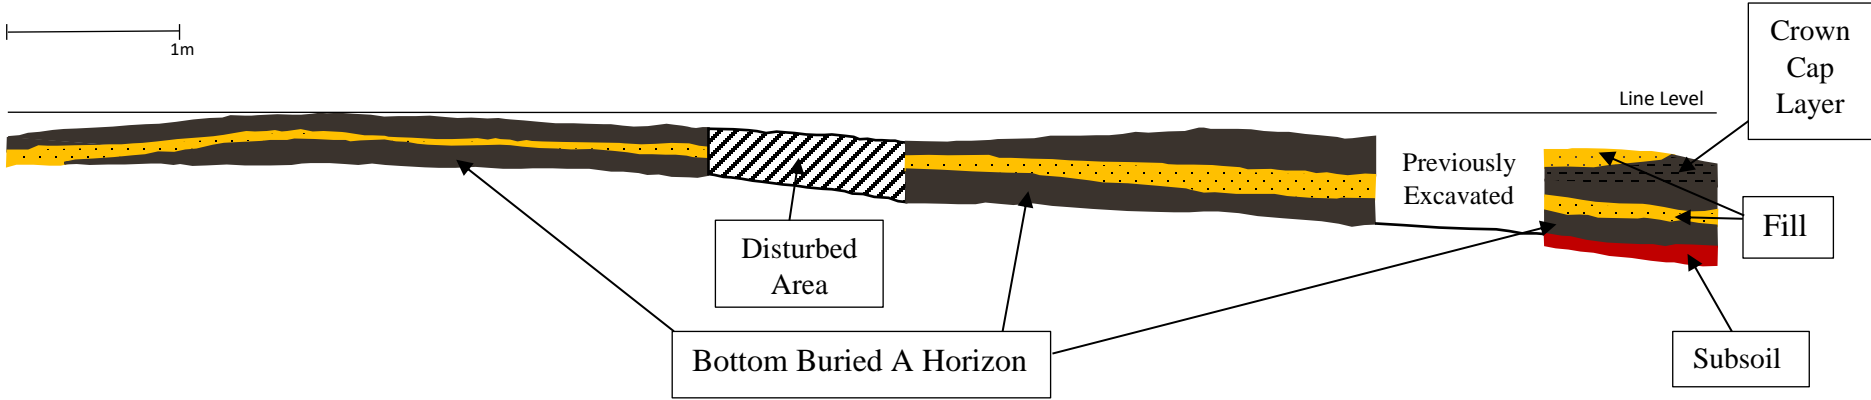 1m
Crown
Cap
Layer
Line Level
Previously
Excavated
Disturbed
Area
Fill
Bottom Buried A Horizon
Subsoil